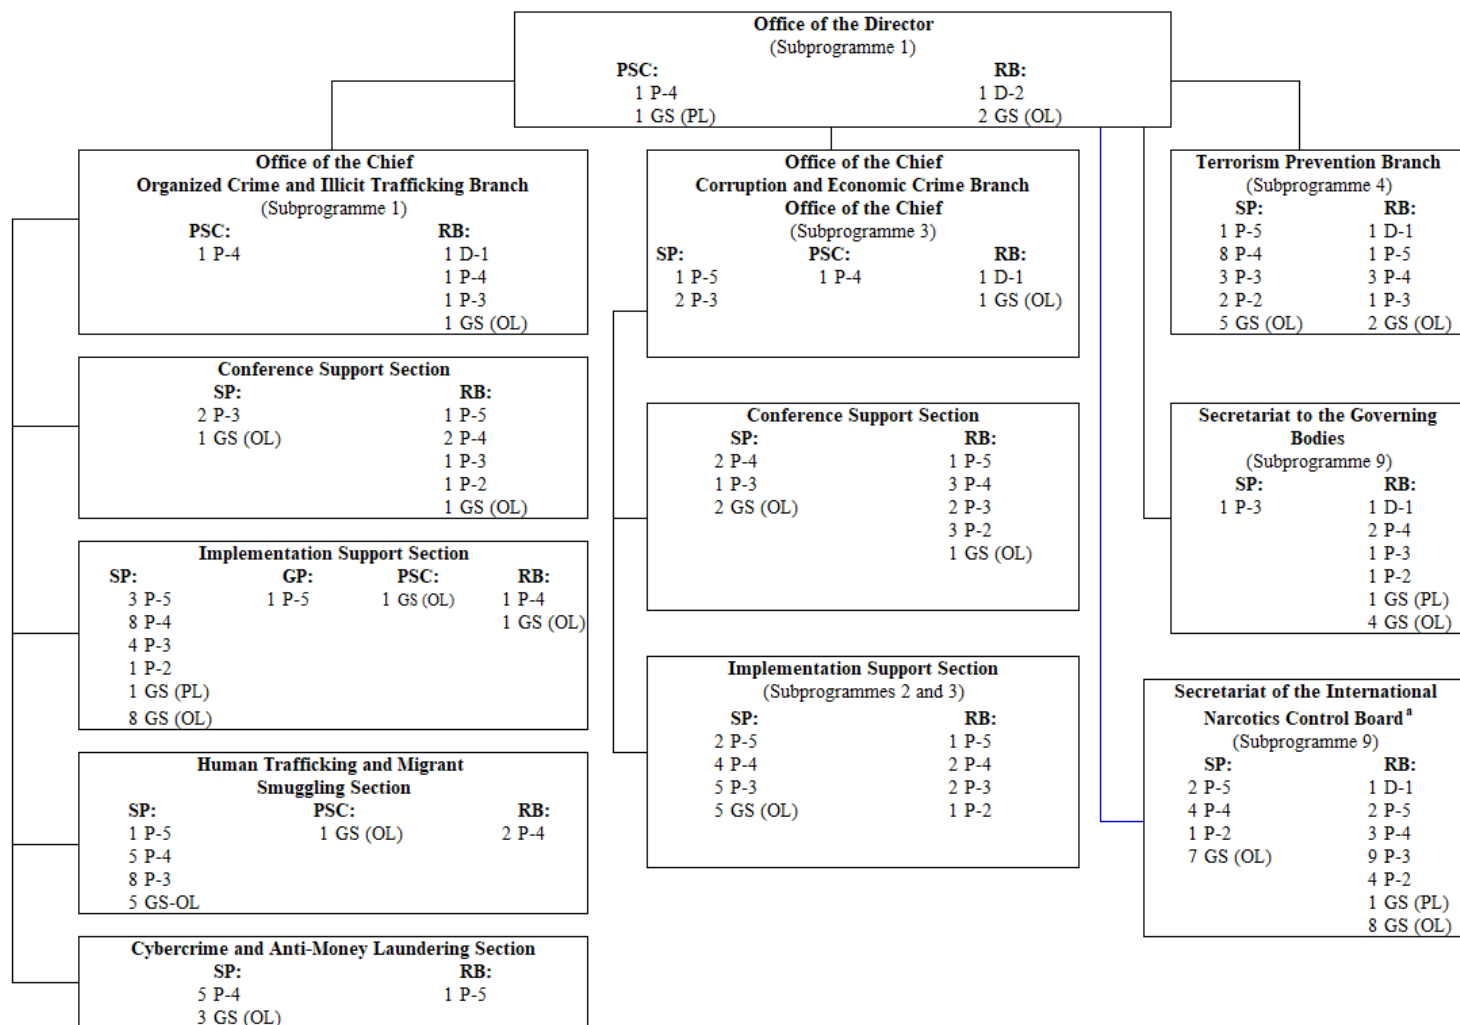 Office of the Director
(Subprogramme 1)
PSC: RB:
1 P-4 1 D-2
1 GS (PL) 2 GS (OL)
Office of the Chief
Organized Crime and Illicit Trafficking Branch
(Subprogramme 1)
PSC: RB:
1 P-4 1 D-1
1 P-4
1 P-3
1 GS (OL)
Conference Support Section
SP: RB:
2 P-3 1 P-5
1 GS (OL) 2 P-4
1 P-3
1 P-2
1 GS (OL)
Implementation Support Section
SP: GP: PSC: RB:
3 P-5 1 P-5 1 GS (OL) 1 P-4
8 P-4 1 GS (OL)
4 P-3
1 P-2
1 GS (PL)
8 GS (OL)
Human Trafficking and Migrant
Smuggling Section
SP: PSC: RB:
1 P-5 1 GS (OL) 2 P-4
5 P-4
8 P-3
5 GS-OL
Cybercrime and Anti-Money Laundering Section
SP: RB:
5 P-4 1 P-5
3 GS (OL)
Office of the Chief
Corruption and Economic Crime Branch
Office of the Chief
(Subprogramme 3)
SP: PSC: RB:
1 P-5 1 P-4 1 D-1
2 P-3 1 GS (OL)
Conference Support Section
SP: RB:
2 P-4 1 P-5
1 P-3 3 P-4
2 GS (OL) 2 P-3
3 P-2
1 GS (OL)
Implementation Support Section
(Subprogrammes 2 and 3)
SP: RB:
2 P-5 1 P-5
4 P-4 2 P-4
5 P-3 2 P-3
5 GS (OL) 1 P-2
Terrorism Prevention Branch
(Subprogramme 4)
SP: RB:
1 P-5 1 D-1
8 P-4 1 P-5
3 P-3 3 P-4
2 P-2 1 P-3
5 GS (OL) 2 GS (OL)
Secretariat to the Governing
Bodies
(Subprogramme 9)
SP: RB:
1 P-3 1 D-1
2 P-4
1 P-3
1 P-2
1 GS (PL)
4 GS (OL)
Secretariat of the International
Narcotics Control Board a
(Subprogramme 9)
SP: RB:
2 P-5 1 D-1
4 P-4 2 P-5
1 P-2 3 P-4
7 GS (OL) 9 P-3
4 P-2
1 GS (PL)
8 GS (OL)